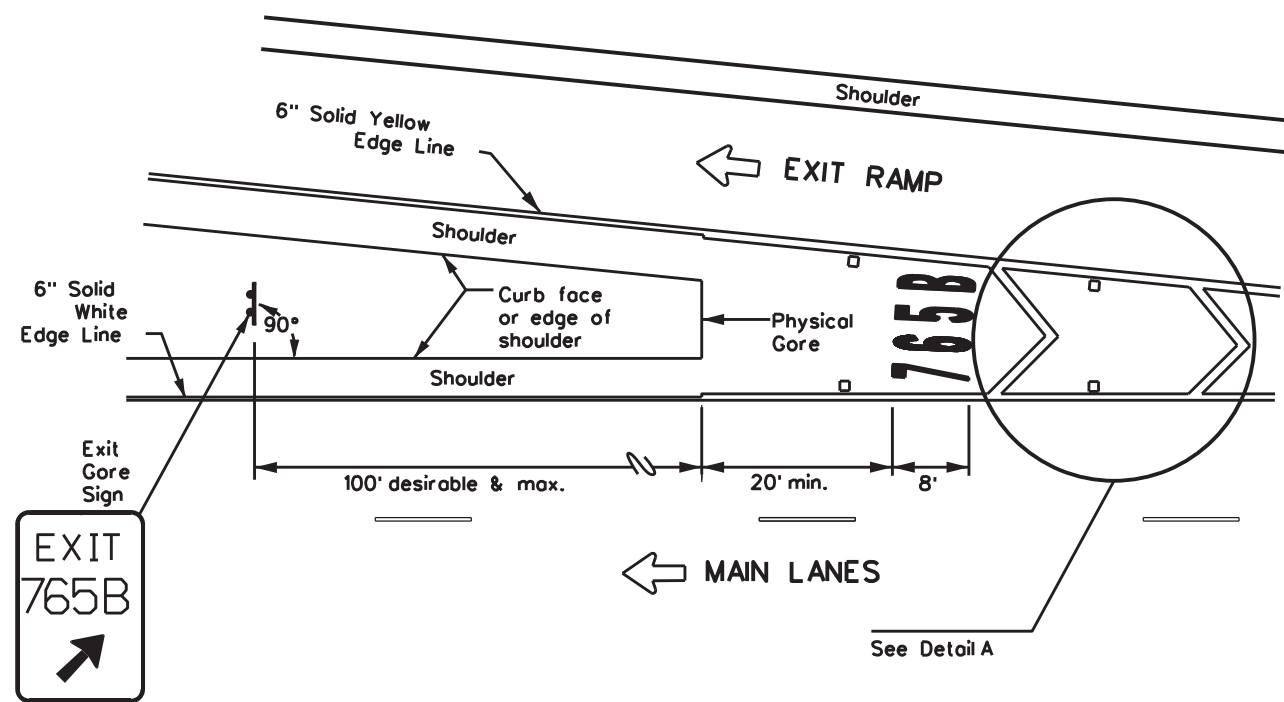 Shoulder
6" Solid Yellow
Edge Line
EXIT RAMP
Shoulder
6" Solid
White
Edge Line
90°
Curb face
or edge of
shoulder
Physical
Gore
765B
Shoulder
Exit
Gore
Sign
100' desirable & max.
20' min.
8'
EXIT
765B
MAIN LANES
See Detail A